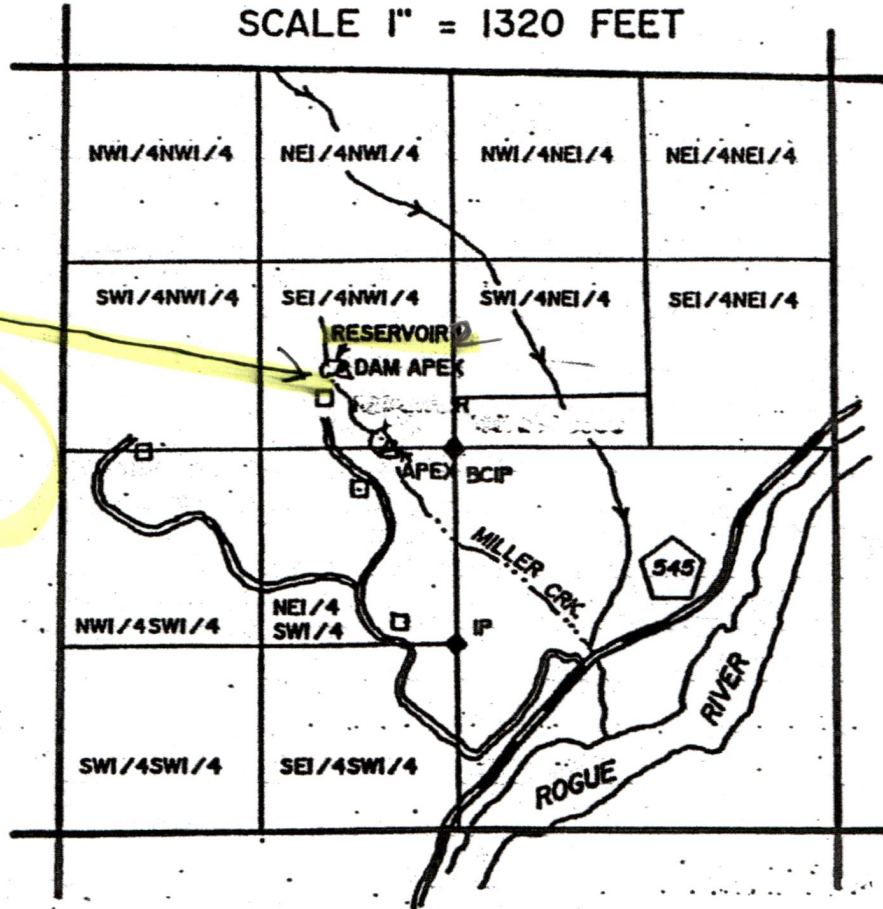 SCALE 1" = 1320 FEET
NW1/4NW1/4
NE1/4NW1/4
NW1/4NE1/4
NE1/4NE1/4
SW1/4NW1/4
SE1/4NW1/4
SW1/4NE1/4
SE1/4NE1/4
RESERVOIR
DAM APEX
R
APEX
BCIP
MILLER CRK.
545
NW1/4SW1/4
NE1/4
SW1/4
IP
SW1/4SW1/4
SE1/4SW1/4
ROGUE
RIVER